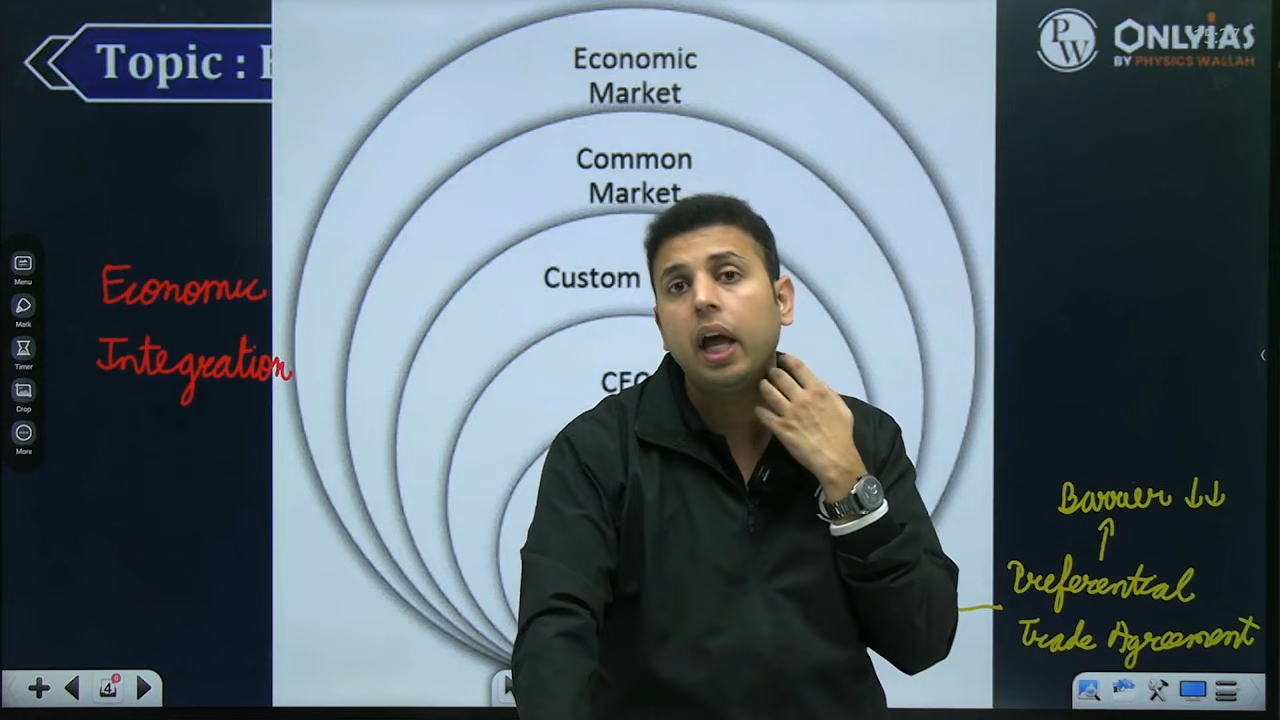 Topic :
PW
ONLYIAS
BY PHYSICS WALLAH
Economic
Market
Common
Market
Custom
Economic
Integration
Barrier ↓↓
↑
Preferential
Trade Agreement
Menu
Mark
Timer
Crop
More
4